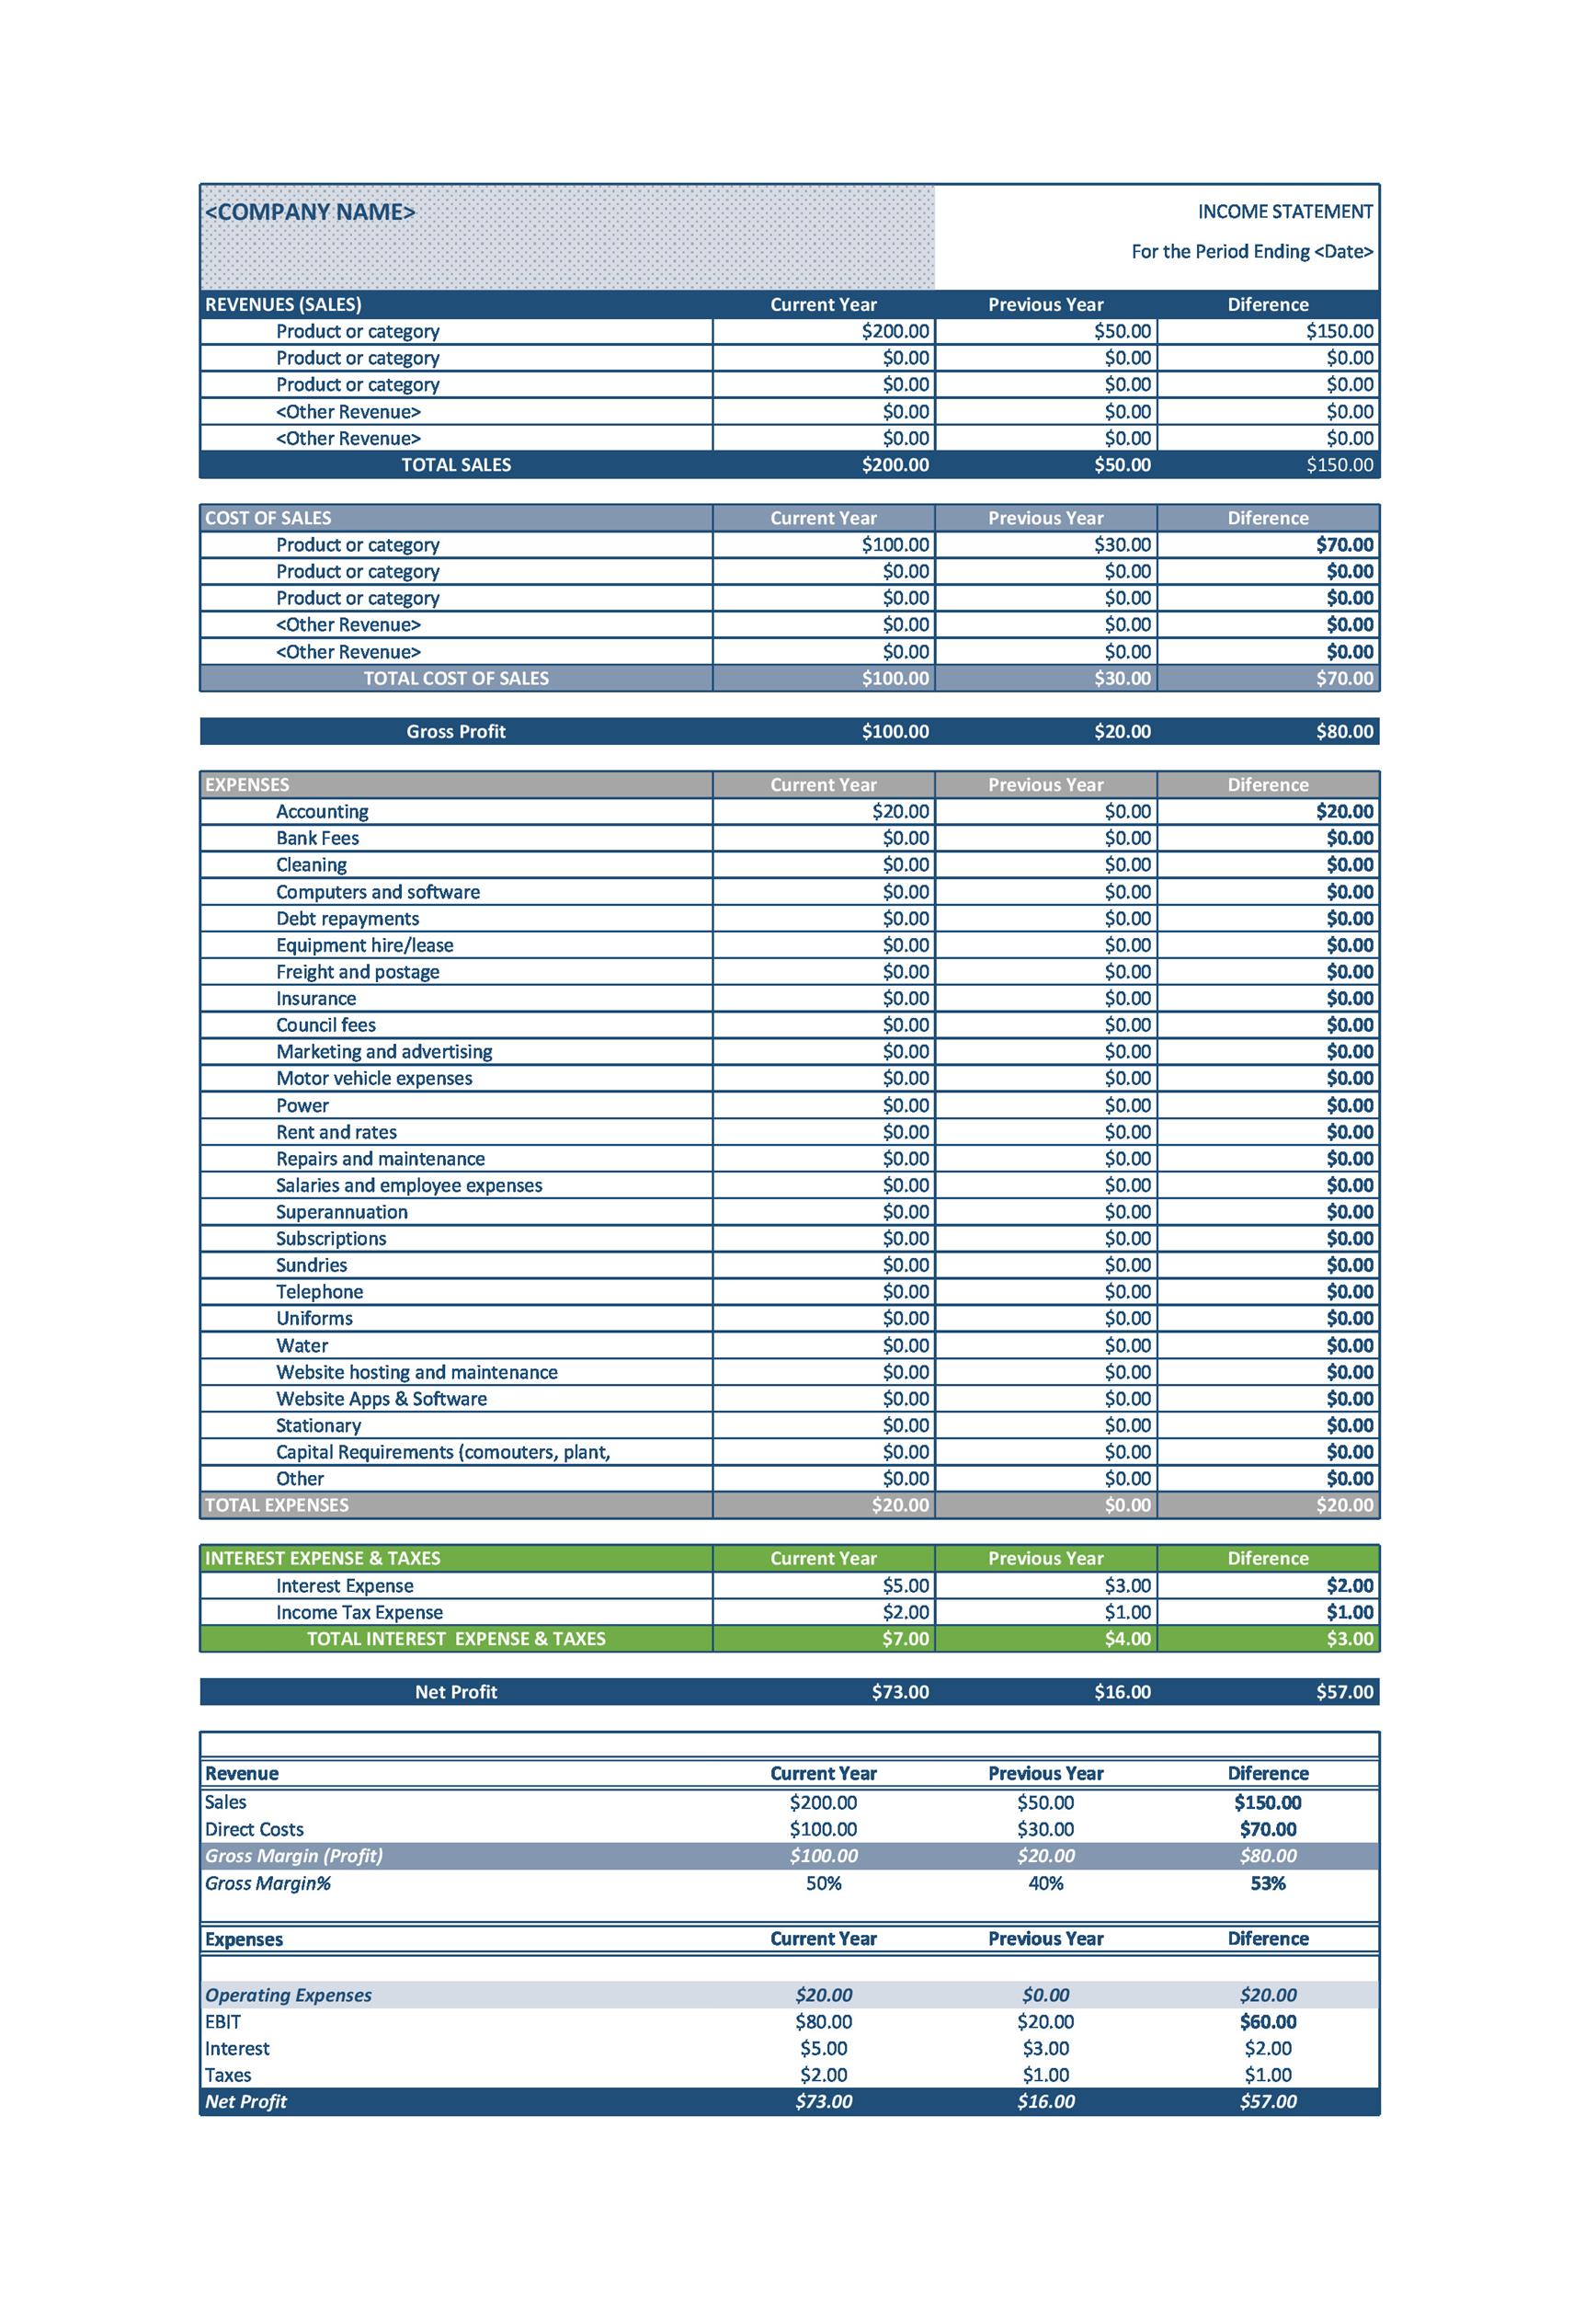 <COMPANY NAME>
INCOME STATEMENT
For the Period Ending <Date>
REVENUES (SALES) Current Year Previous Year Diference
Product or category $200.00 $50.00 $150.00
Product or category $0.00 $0.00 $0.00
Product or category $0.00 $0.00 $0.00
<Other Revenue> $0.00 $0.00 $0.00
<Other Revenue> $0.00 $0.00 $0.00
TOTAL SALES $200.00 $50.00 $150.00
COST OF SALES Current Year Previous Year Diference
Product or category $100.00 $30.00 $70.00
Product or category $0.00 $0.00 $0.00
Product or category $0.00 $0.00 $0.00
<Other Revenue> $0.00 $0.00 $0.00
<Other Revenue> $0.00 $0.00 $0.00
TOTAL COST OF SALES $100.00 $30.00 $70.00
Gross Profit $100.00 $20.00 $80.00
EXPENSES Current Year Previous Year Diference
Accounting $20.00 $0.00 $20.00
Bank Fees $0.00 $0.00 $0.00
Cleaning $0.00 $0.00 $0.00
Computers and software $0.00 $0.00 $0.00
Debt repayments $0.00 $0.00 $0.00
Equipment hire/lease $0.00 $0.00 $0.00
Freight and postage $0.00 $0.00 $0.00
Insurance $0.00 $0.00 $0.00
Council fees $0.00 $0.00 $0.00
Marketing and advertising $0.00 $0.00 $0.00
Motor vehicle expenses $0.00 $0.00 $0.00
Power $0.00 $0.00 $0.00
Rent and rates $0.00 $0.00 $0.00
Repairs and maintenance $0.00 $0.00 $0.00
Salaries and employee expenses $0.00 $0.00 $0.00
Superannuation $0.00 $0.00 $0.00
Subscriptions $0.00 $0.00 $0.00
Sundries $0.00 $0.00 $0.00
Telephone $0.00 $0.00 $0.00
Uniforms $0.00 $0.00 $0.00
Water $0.00 $0.00 $0.00
Website hosting and maintenance $0.00 $0.00 $0.00
Website Apps & Software $0.00 $0.00 $0.00
Stationary $0.00 $0.00 $0.00
Capital Requirements (comouters, plant, $0.00 $0.00 $0.00
Other $0.00 $0.00 $0.00
TOTAL EXPENSES $20.00 $0.00 $20.00
INTEREST EXPENSE & TAXES Current Year Previous Year Diference
Interest Expense $5.00 $3.00 $2.00
Income Tax Expense $2.00 $1.00 $1.00
TOTAL INTEREST EXPENSE & TAXES $7.00 $4.00 $3.00
Net Profit $73.00 $16.00 $57.00
Revenue Current Year Previous Year Diference
Sales $200.00 $50.00 $150.00
Direct Costs $100.00 $30.00 $70.00
Gross Margin (Profit) $100.00 $20.00 $80.00
Gross Margin% 50% 40% 53%
Expenses Current Year Previous Year Diference
Operating Expenses $20.00 $0.00 $20.00
EBIT $80.00 $20.00 $60.00
Interest $5.00 $3.00 $2.00
Taxes $2.00 $1.00 $1.00
Net Profit $73.00 $16.00 $57.00